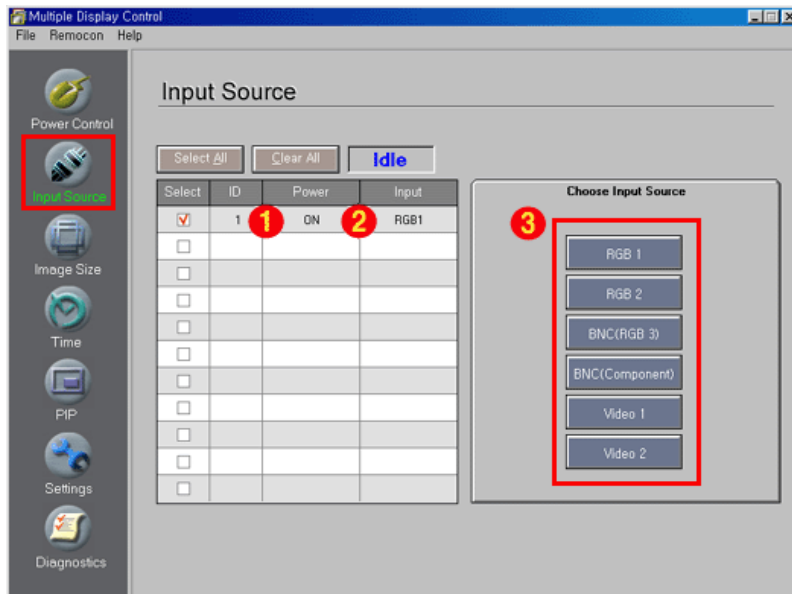 Multiple Display Control
File Remocon Help
Input Source
Power Control
Input Source
Image Size
Time
PIP
Settings
Diagnostics
Select All Clear All Idle
Select ID Power Input
1 1 ON 2 RGB1
Choose Input Source
3
RGB 1
RGB 2
BNC(RGB 3)
BNC(Component)
Video 1
Video 2